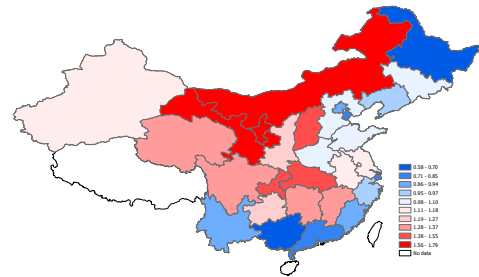 0.58 - 0.70
0.71 - 0.85
0.86 - 0.94
0.95 - 0.97
0.98 - 1.10
1.11 - 1.18
1.19 - 1.27
1.28 - 1.37
1.38 - 1.55
1.56 - 1.79
No data